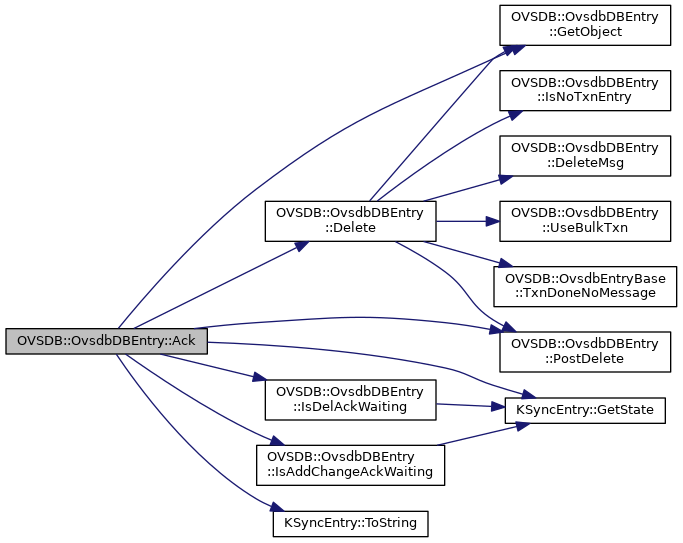 OVSDB::OvsdbDBEntry
::GetObject
OVSDB::OvsdbDBEntry
::IsNoTxnEntry
OVSDB::OvsdbDBEntry
::DeleteMsg
OVSDB::OvsdbDBEntry
::Delete
OVSDB::OvsdbDBEntry
::UseBulkTxn
OVSDB::OvsdbEntryBase
::TxnDoneNoMessage
OVSDB::OvsdbDBEntry::Ack
OVSDB::OvsdbDBEntry
::PostDelete
OVSDB::OvsdbDBEntry
::IsDelAckWaiting
KSyncEntry::GetState
OVSDB::OvsdbDBEntry
::IsAddChangeAckWaiting
KSyncEntry::ToString